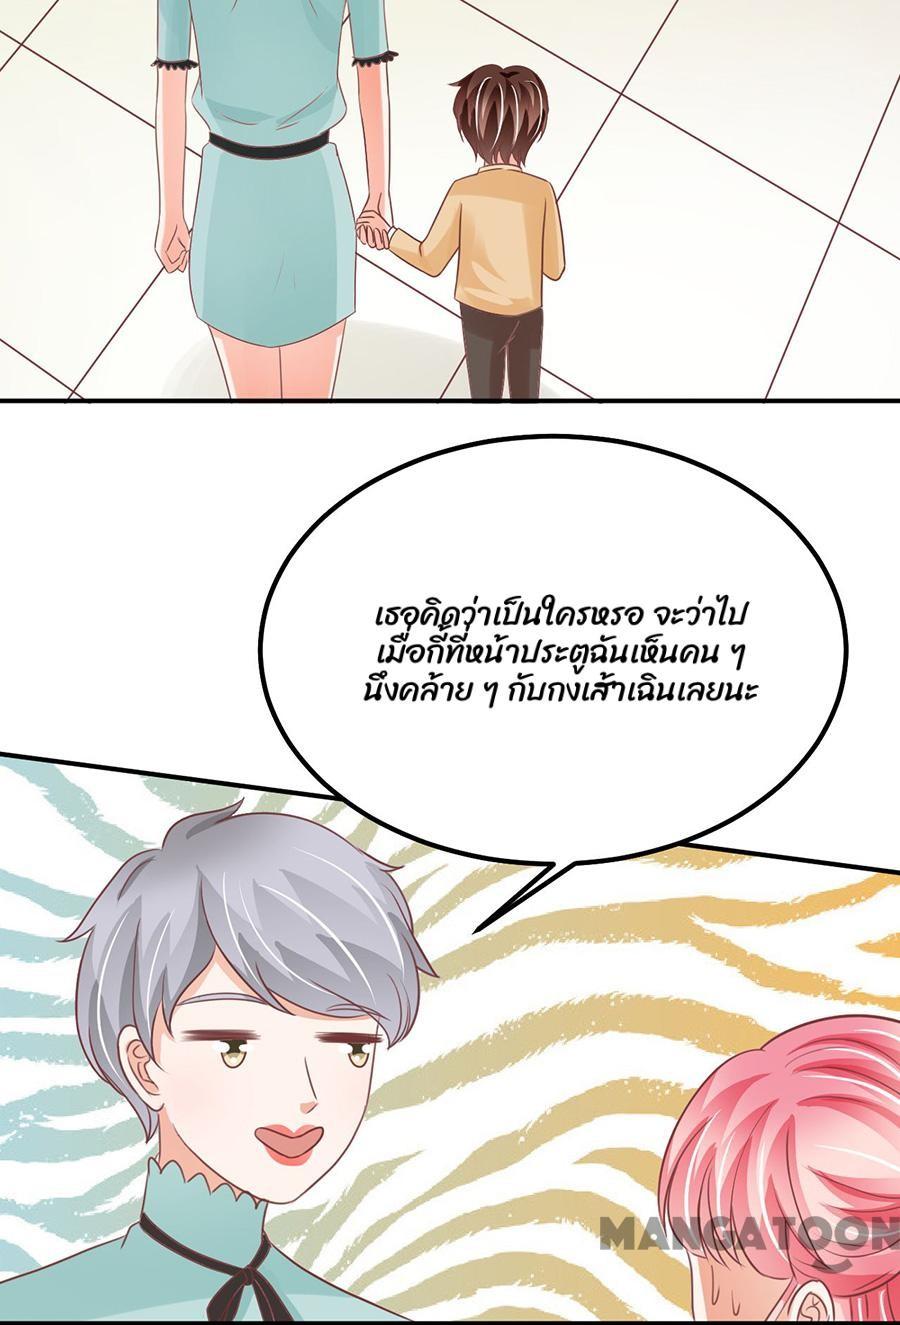 เธอคิดว่าเป็นใครหรอ จะว่าไป
เมื่อกี้ที่หน้าประตูฉันเห็นคน ๆ
นึงคล้าย ๆ กับกงเส้าเฉินเลยนะ
MANGATOON